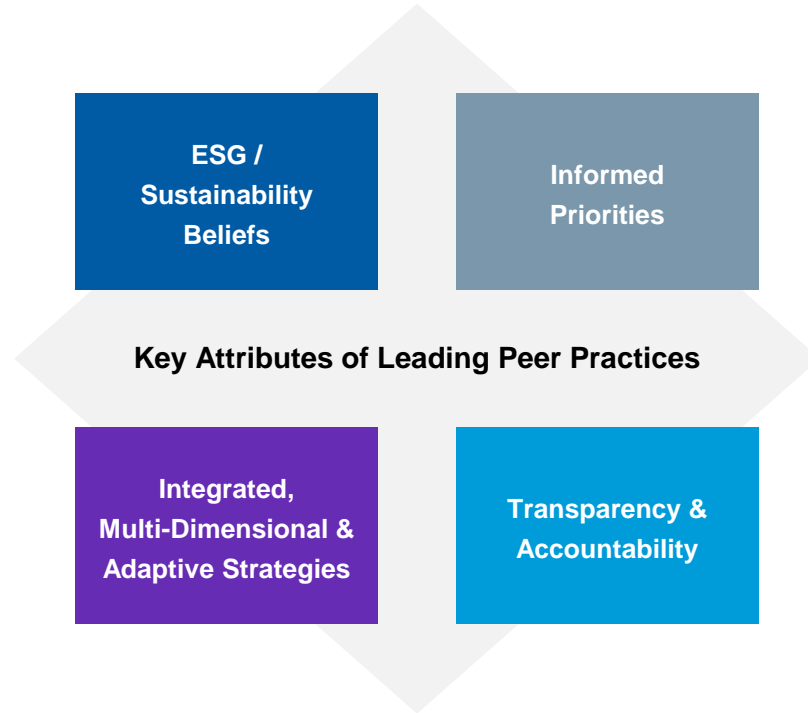 ESG /
Sustainability
Beliefs
Informed
Priorities
Key Attributes of Leading Peer Practices
Integrated,
Multi-Dimensional &
Adaptive Strategies
Transparency &
Accountability